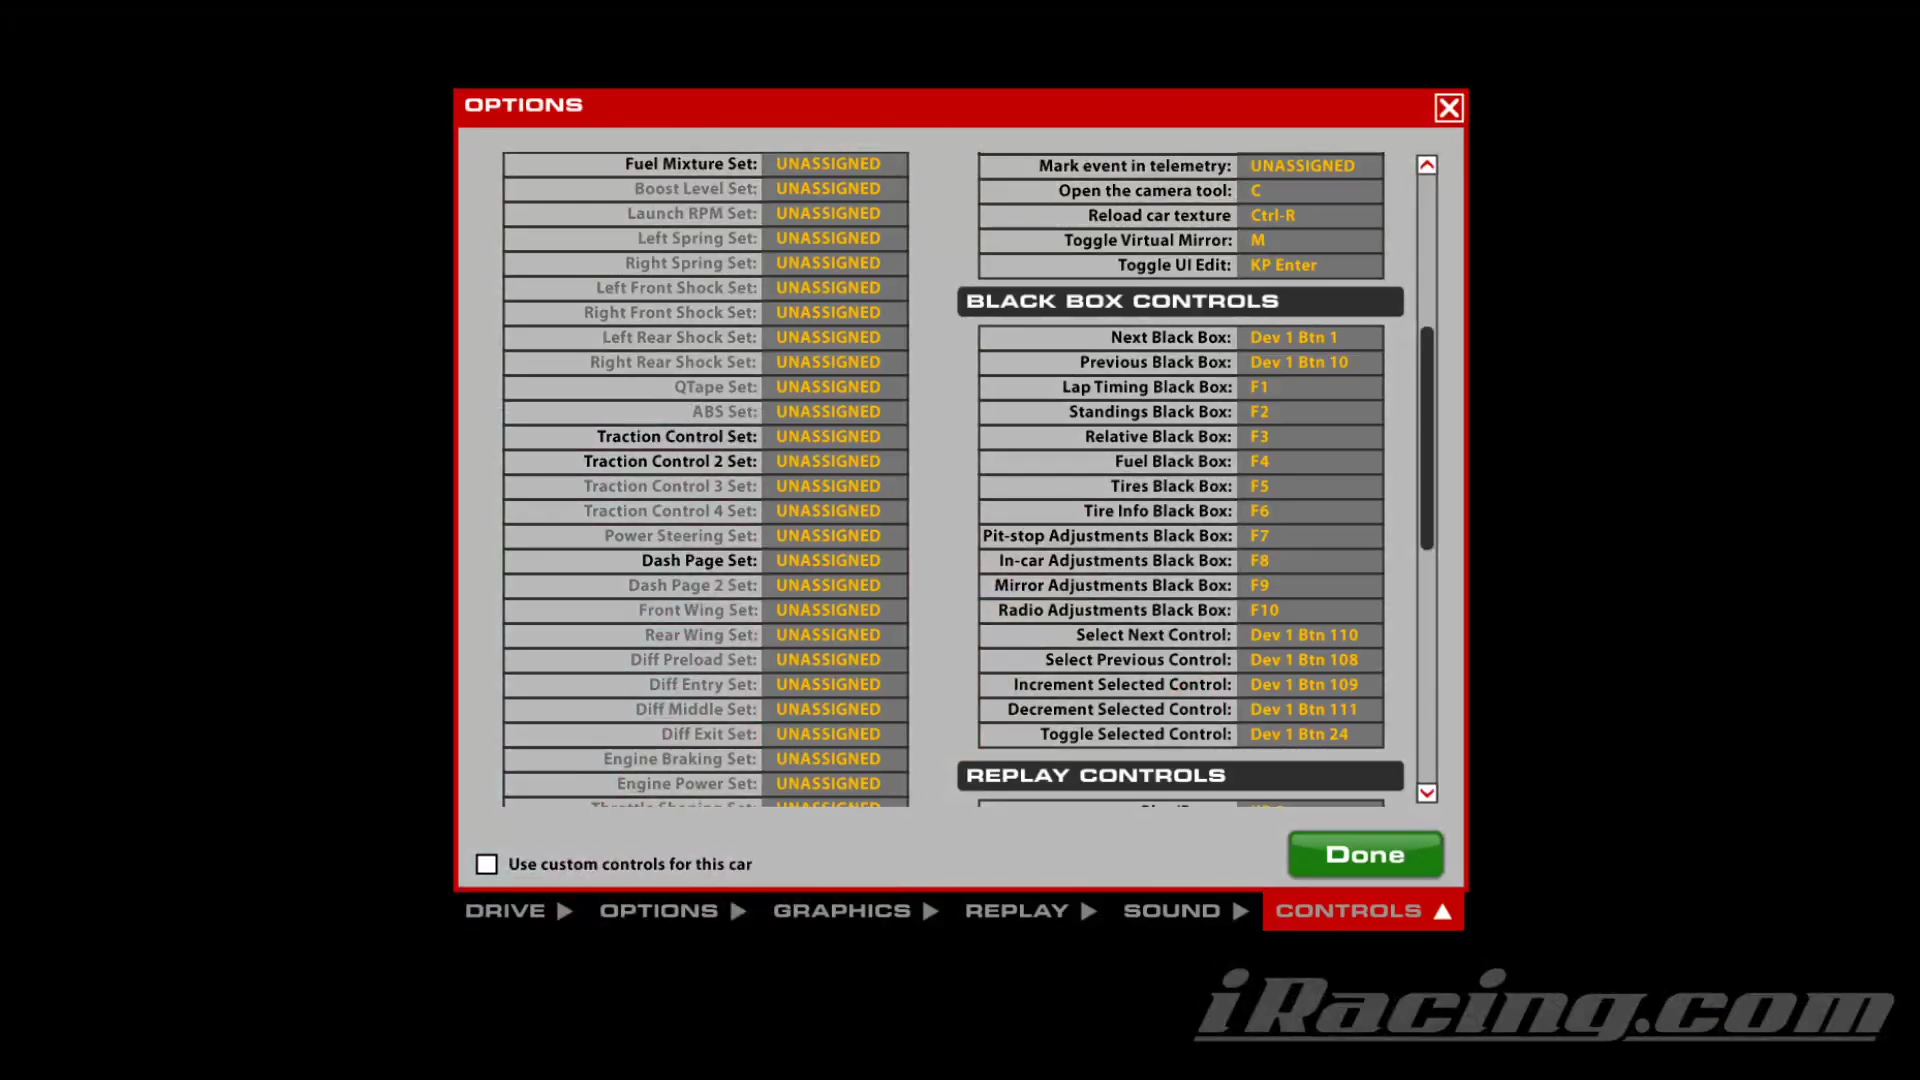 OPTIONS
Fuel Mixture Set: UNASSIGNED
Boost Level Set: UNASSIGNED
Launch RPM Set: UNASSIGNED
Left Spring Set: UNASSIGNED
Right Spring Set: UNASSIGNED
Left Front Shock Set: UNASSIGNED
Right Front Shock Set: UNASSIGNED
Left Rear Shock Set: UNASSIGNED
Right Rear Shock Set: UNASSIGNED
QTape Set: UNASSIGNED
ABS Set: UNASSIGNED
Traction Control Set: UNASSIGNED
Traction Control 2 Set: UNASSIGNED
Traction Control 3 Set: UNASSIGNED
Traction Control 4 Set: UNASSIGNED
Power Steering Set: UNASSIGNED
Dash Page Set: UNASSIGNED
Dash Page 2 Set: UNASSIGNED
Front Wing Set: UNASSIGNED
Rear Wing Set: UNASSIGNED
Diff Preload Set: UNASSIGNED
Diff Entry Set: UNASSIGNED
Diff Middle Set: UNASSIGNED
Diff Exit Set: UNASSIGNED
Engine Braking Set: UNASSIGNED
Engine Power Set: UNASSIGNED
Mark event in telemetry: UNASSIGNED
Open the camera tool: C
Reload car texture Ctrl-R
Toggle Virtual Mirror: M
Toggle UI Edit: KP Enter
BLACK BOX CONTROLS
Next Black Box: Dev 1 Btn 1
Previous Black Box: Dev 1 Btn 10
Lap Timing Black Box: F1
Standings Black Box: F2
Relative Black Box: F3
Fuel Black Box: F4
Tires Black Box: F5
Tire Info Black Box: F6
Pit-stop Adjustments Black Box: F7
In-car Adjustments Black Box: F8
Mirror Adjustments Black Box: F9
Radio Adjustments Black Box: F10
Select Next Control: Dev 1 Btn 110
Select Previous Control: Dev 1 Btn 108
Increment Selected Control: Dev 1 Btn 109
Decrement Selected Control: Dev 1 Btn 111
Toggle Selected Control: Dev 1 Btn 24
REPLAY CONTROLS
Use custom controls for this car
Done
DRIVE OPTIONS GRAPHICS REPLAY SOUND CONTROLS
iRacing.com